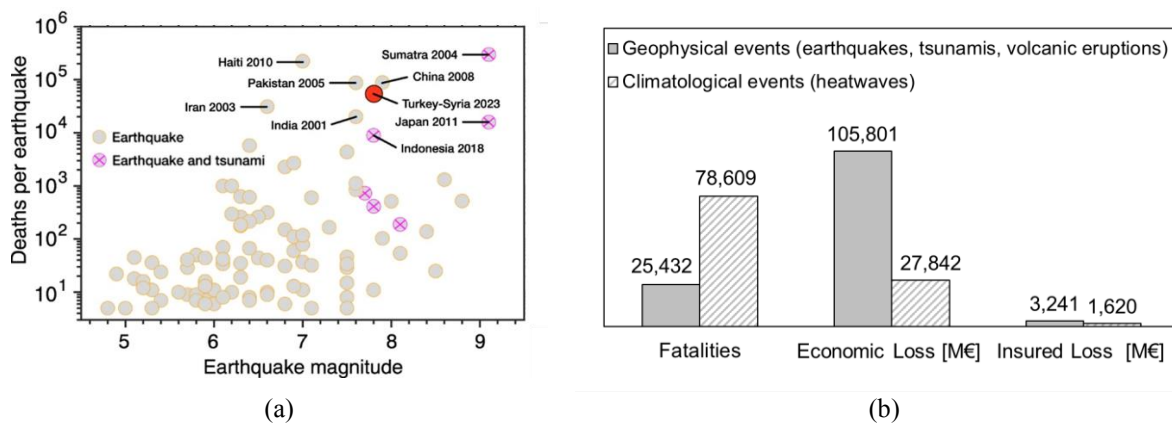 10^6
10^5
10^4
10^3
10^2
10^1
Deaths per earthquake
Sumatra 2004
Haiti 2010
China 2008
Pakistan 2005
Turkey-Syria 2023
Iran 2003
Japan 2011
India 2001
Indonesia 2018
Earthquake
Earthquake and tsunami
5 6 7 8 9
Earthquake magnitude
(a)
Geophysical events (earthquakes, tsunamis, volcanic eruptions)
Climatological events (heatwaves)
105,801
78,609
25,432
27,842
3,241 1,620
Fatalities Economic Loss [M€] Insured Loss [M€]
(b)